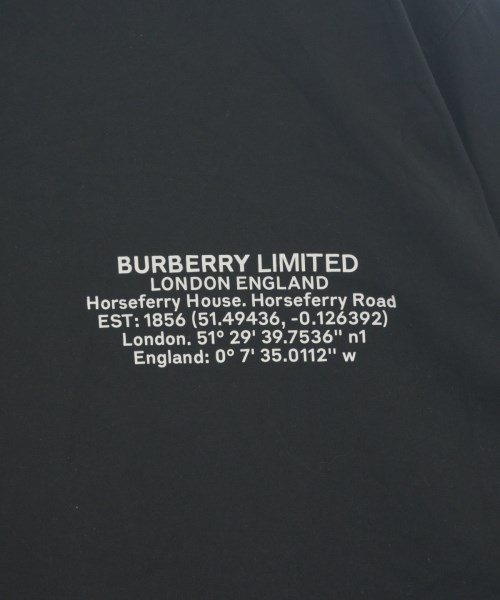 BURBERRY LIMITED
LONDON ENGLAND
Horseferry House. Horseferry Road
EST: 1856 (51.49436, -0.126392)
London. 51° 29' 39.7536" n1
England: 0° 7' 35.0112" w